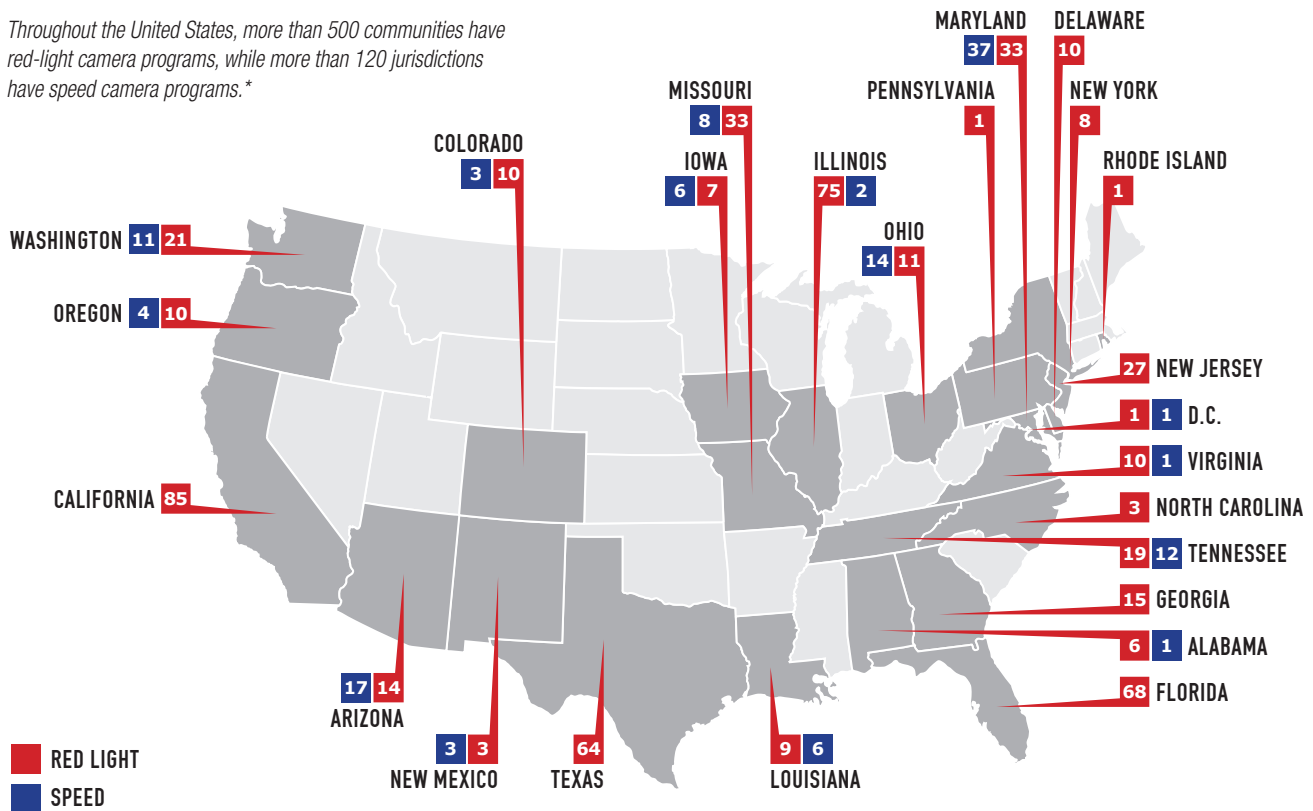 Throughout the United States, more than 500 communities have
red-light camera programs, while more than 120 jurisdictions
have speed camera programs.*
MARYLAND
37 33
DELAWARE
10
PENNSYLVANIA
1
NEW YORK
8
RHODE ISLAND
1
MISSOURI
8 33
COLORADO
3 10
IOWA
6 7
ILLINOIS
75 2
OHIO
14 11
WASHINGTON 11 21
OREGON 4 10
CALIFORNIA 85
27 NEW JERSEY
1 1 D.C.
10 1 VIRGINIA
3 NORTH CAROLINA
19 12 TENNESSEE
15 GEORGIA
6 1 ALABAMA
68 FLORIDA
17 14
ARIZONA
3 3
NEW MEXICO
64
TEXAS
9 6
LOUISIANA
RED LIGHT
SPEED